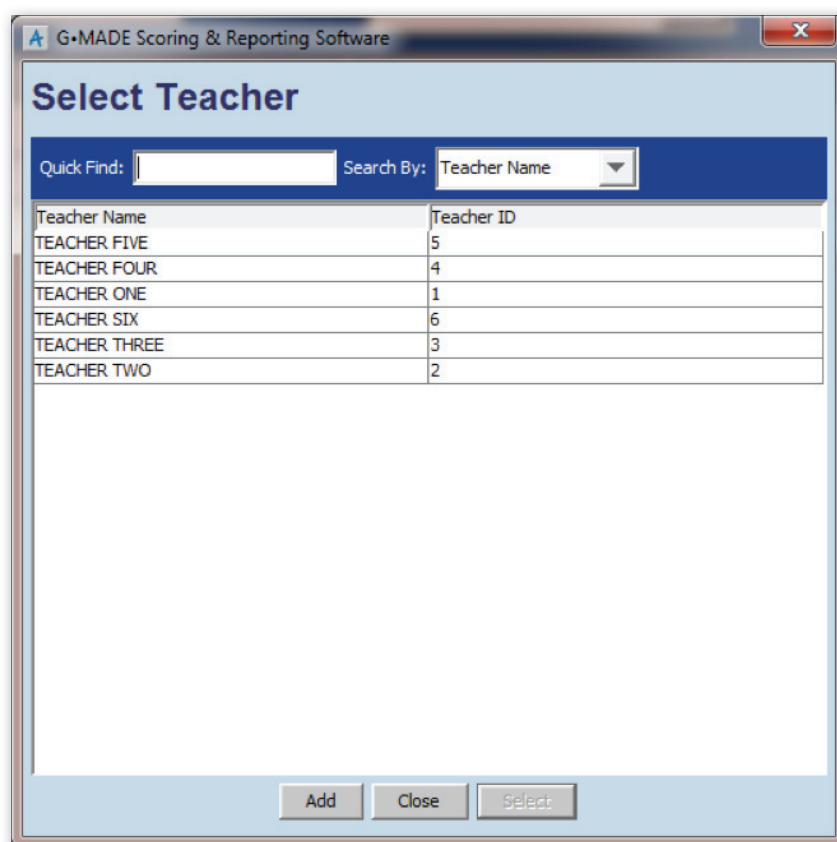 G•MADE Scoring & Reporting Software
Select Teacher
Quick Find: Search By: Teacher Name
Teacher Name Teacher ID
TEACHER FIVE 5
TEACHER FOUR 4
TEACHER ONE 1
TEACHER SIX 6
TEACHER THREE 3
TEACHER TWO 2
Add Close Select